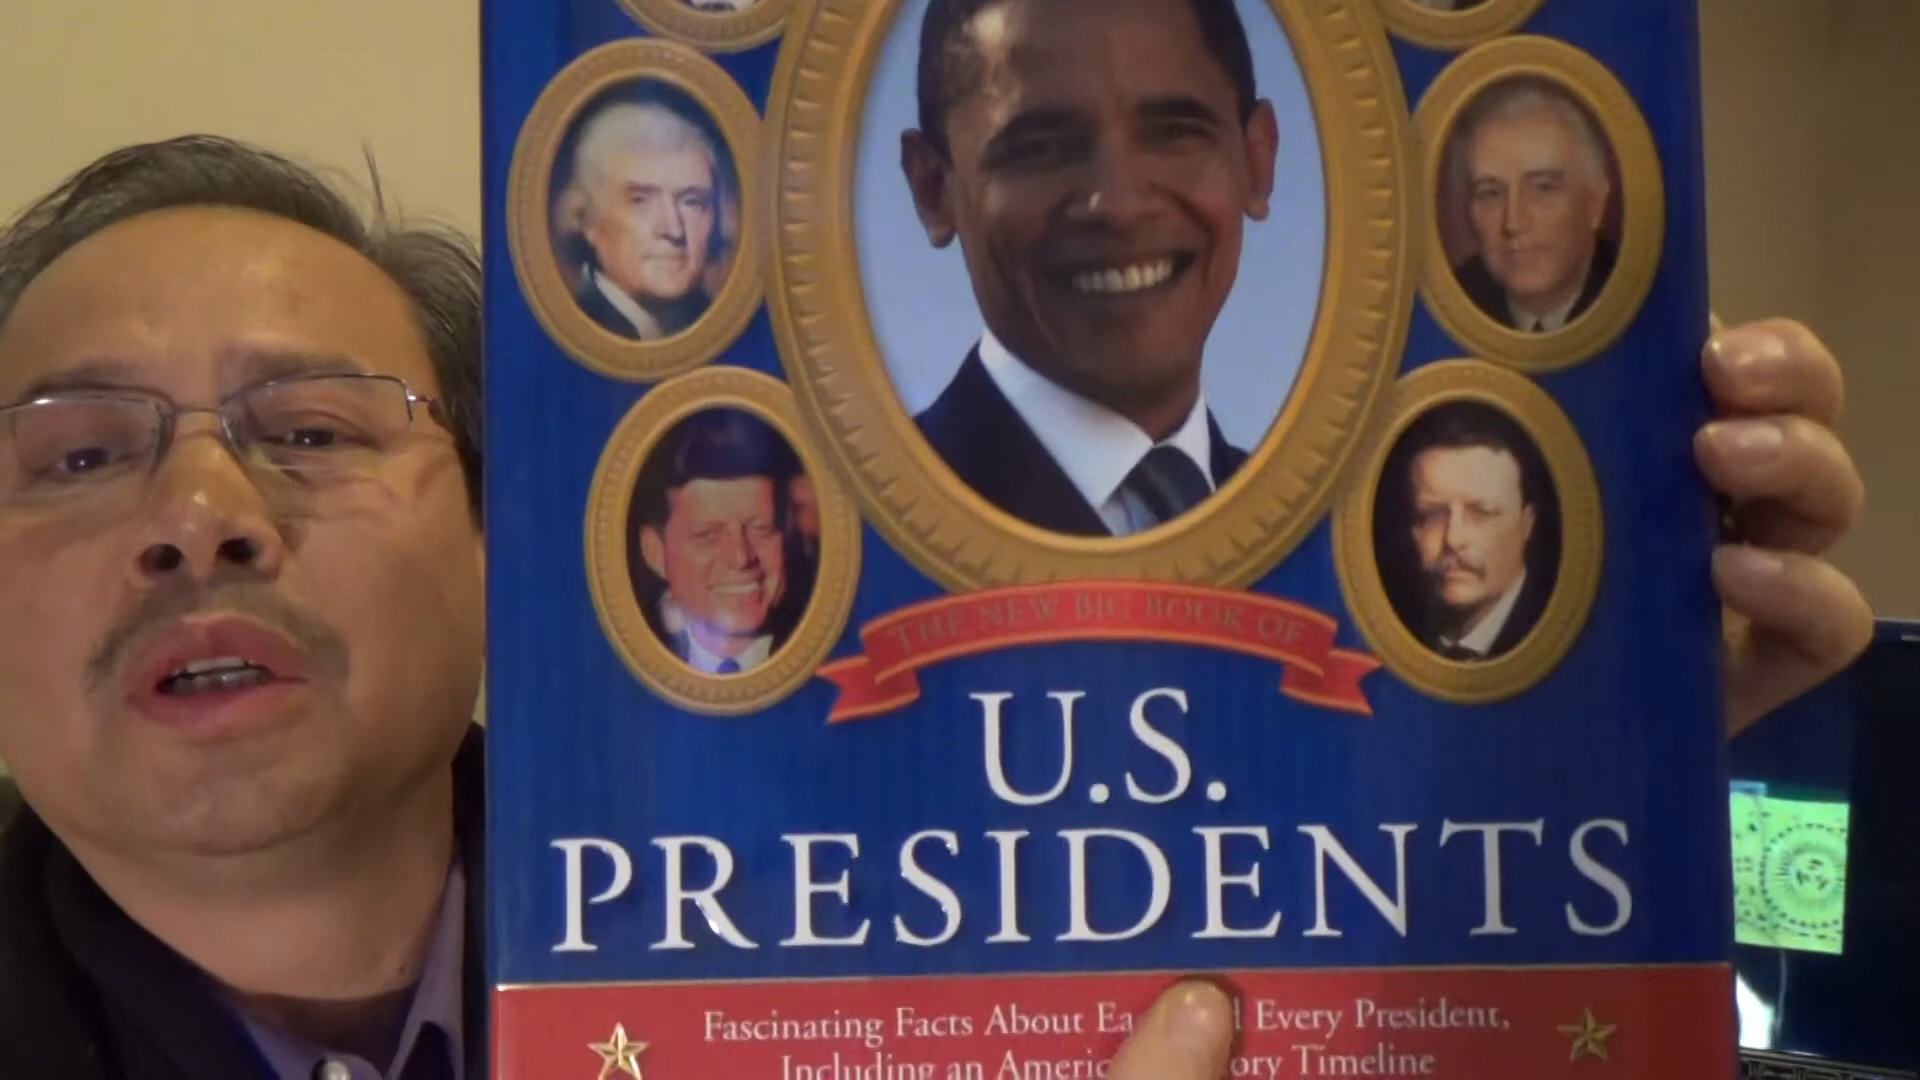 THE NEW BIG BOOK OF
U.S.
PRESIDENTS
Fascinating Facts About Every President,
Including an Timeline